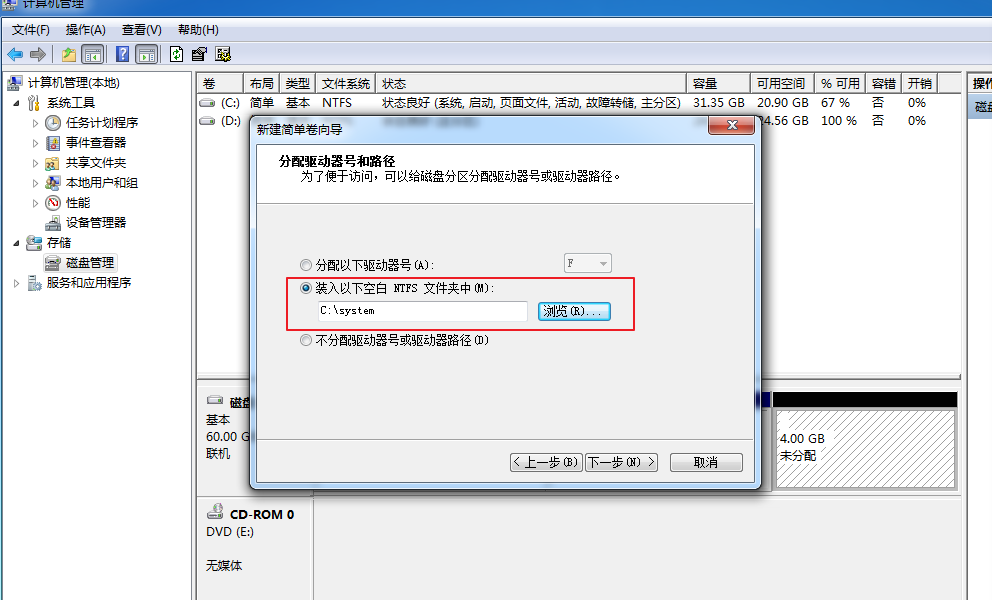 计算机管理
文件(F) 操作(A) 查看(V) 帮助(H)
计算机管理(本地)
系统工具
任务计划程序
事件查看器
共享文件夹
本地用户和组
性能
设备管理器
存储
磁盘管理
服务和应用程序
卷 布局 类型 文件系统 状态 容量 可用空间 % 可用 容错 开销
(C:) 简单 基本 NTFS 状态良好 (系统, 启动, 页面文件, 活动, 故障转储, 主分区) 31.35 GB 20.90 GB 67 % 否 0%
(D:) 4.56 GB 100 % 否 0%
操作
磁盘
新建简单卷向导
分配驱动器号和路径
为了便于访问，可以给磁盘分区分配驱动器号或驱动器路径。
分配以下驱动器号(A): F
装入以下空白 NTFS 文件夹中(M):
C:\system 浏览(R)...
不分配驱动器号或驱动器路径(D)
< 上一步(B) 下一步(N) > 取消
磁盘
基本
60.00 G
联机
4.00 GB
未分配
CD-ROM 0
DVD (E:)
无媒体